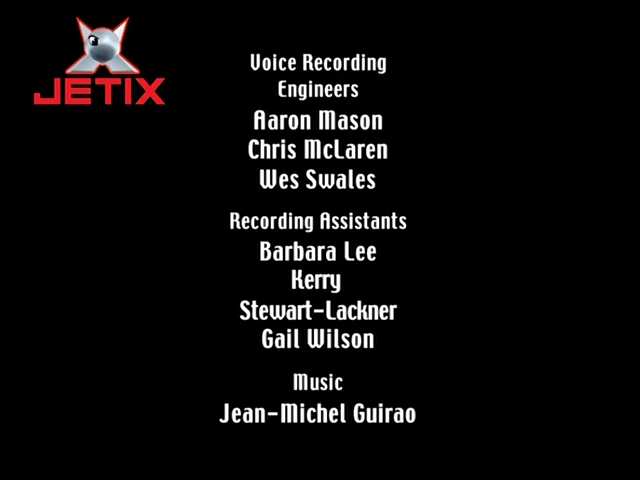 JETIX
Voice Recording
Engineers
Aaron Mason
Chris McLaren
Wes Swales
Recording Assistants
Barbara Lee
Kerry
Stewart-Lackner
Gail Wilson
Music
Jean-Michel Guirao